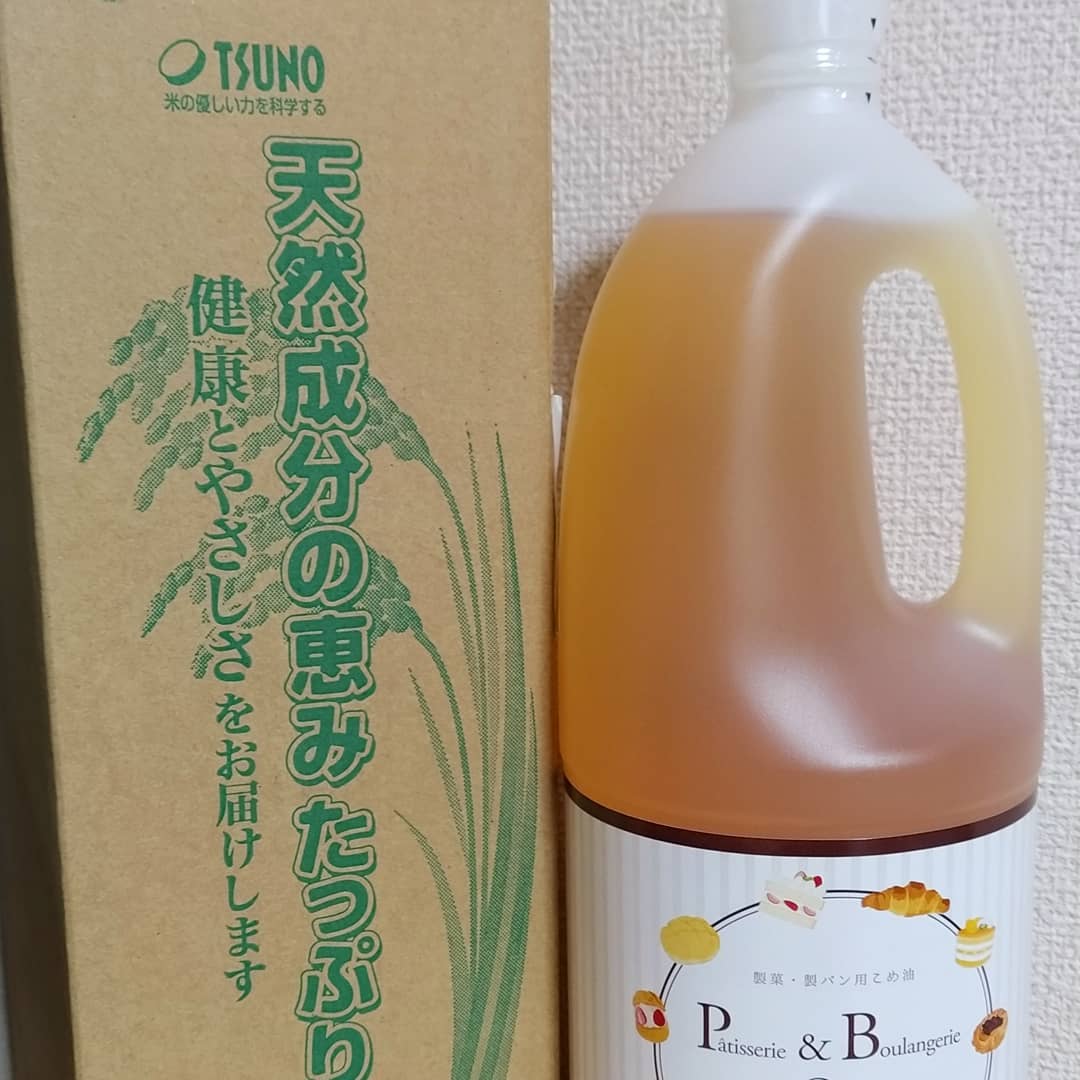 TSUNO
米の優しい力を科学する
天然成分の恵みたっぷり
健康とやさしさをお届けします
製菓・製パン用こめ油
Pâtisserie & Boulangerie